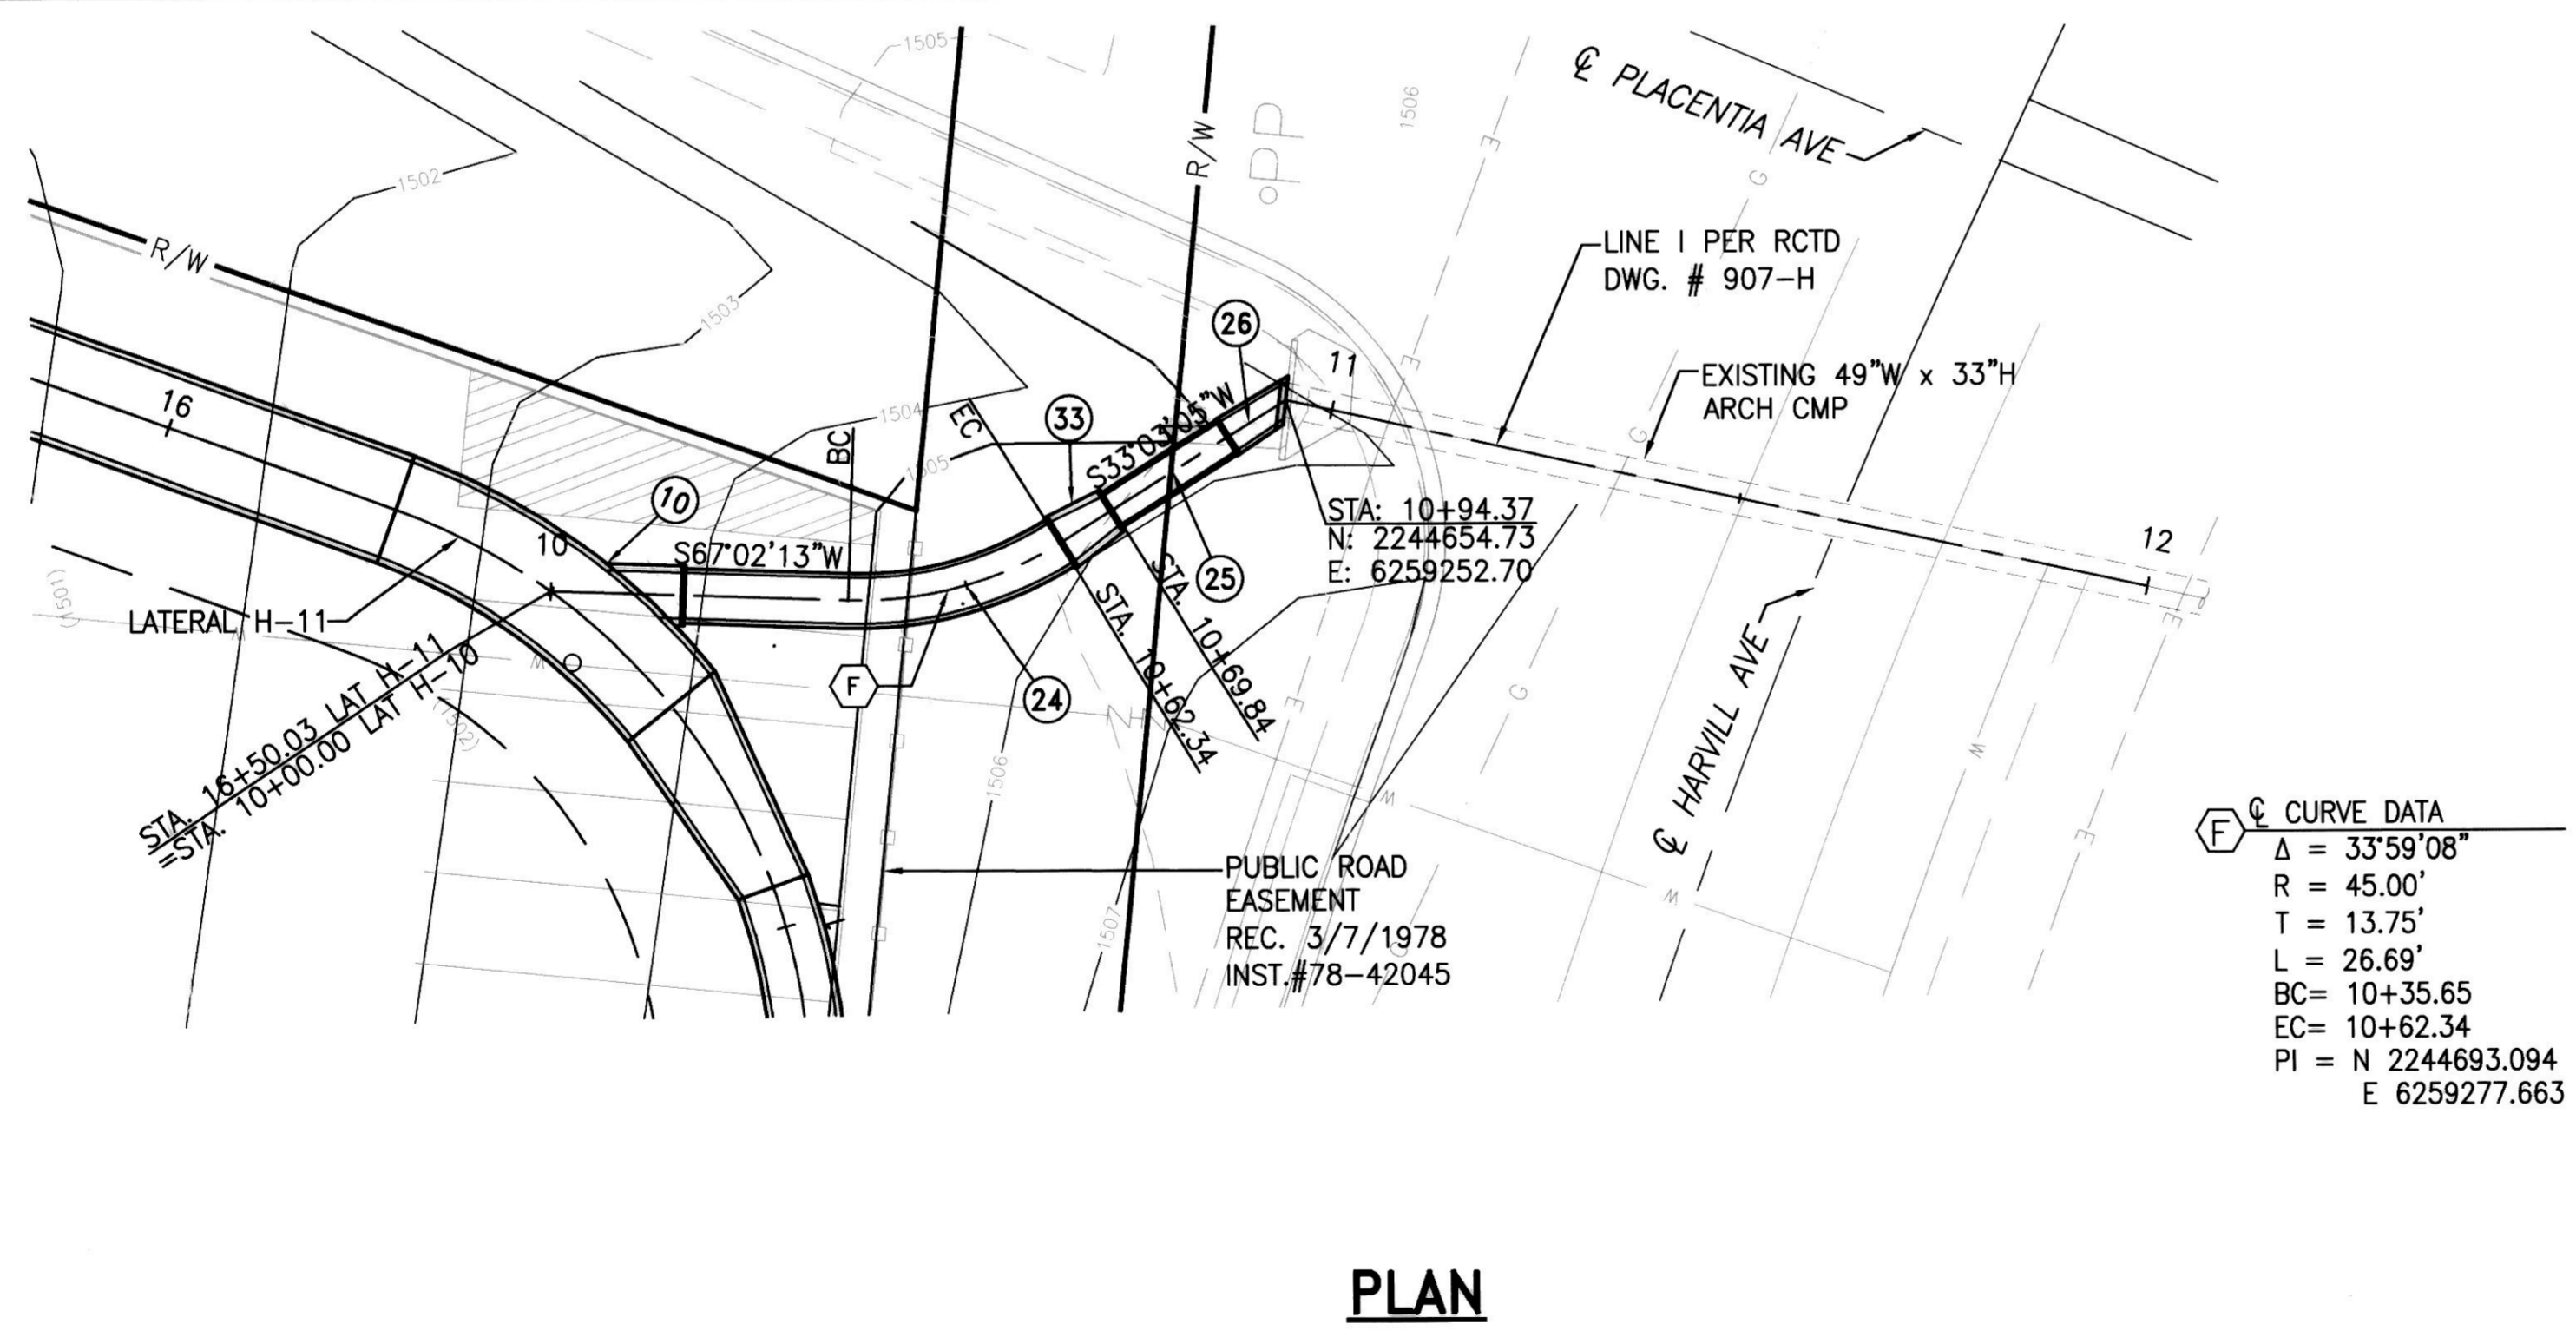 1505
1506
℄ PLACENTIA AVE
R/W
PP
G
E
1502
R/W
LINE I PER RCTD
DWG. # 907-H
1503
26
11
EXISTING 49"W x 33"H
ARCH CMP
16
1504
EC
33
S33°03'05"W
BC
1505
G
10
STA: 10+94.37
N: 2244654.73
E: 6259252.70
12
10
S67°02'13"W
25
(1501)
LATERAL H-11
W
E
STA. 10+69.84
STA. 10+62.34
F
24
G
E
STA. 16+50.03 LAT H-11
=STA. 10+00.00 LAT H-10
(1502)
1506
℄ HARVILL AVE
W
W
W
E
PUBLIC ROAD
EASEMENT
REC. 3/7/1978
INST.#78-42045
1507
G
F ℄ CURVE DATA
Δ = 33°59'08"
R = 45.00'
T = 13.75'
L = 26.69'
BC= 10+35.65
EC= 10+62.34
PI = N 2244693.094
E 6259277.663
PLAN